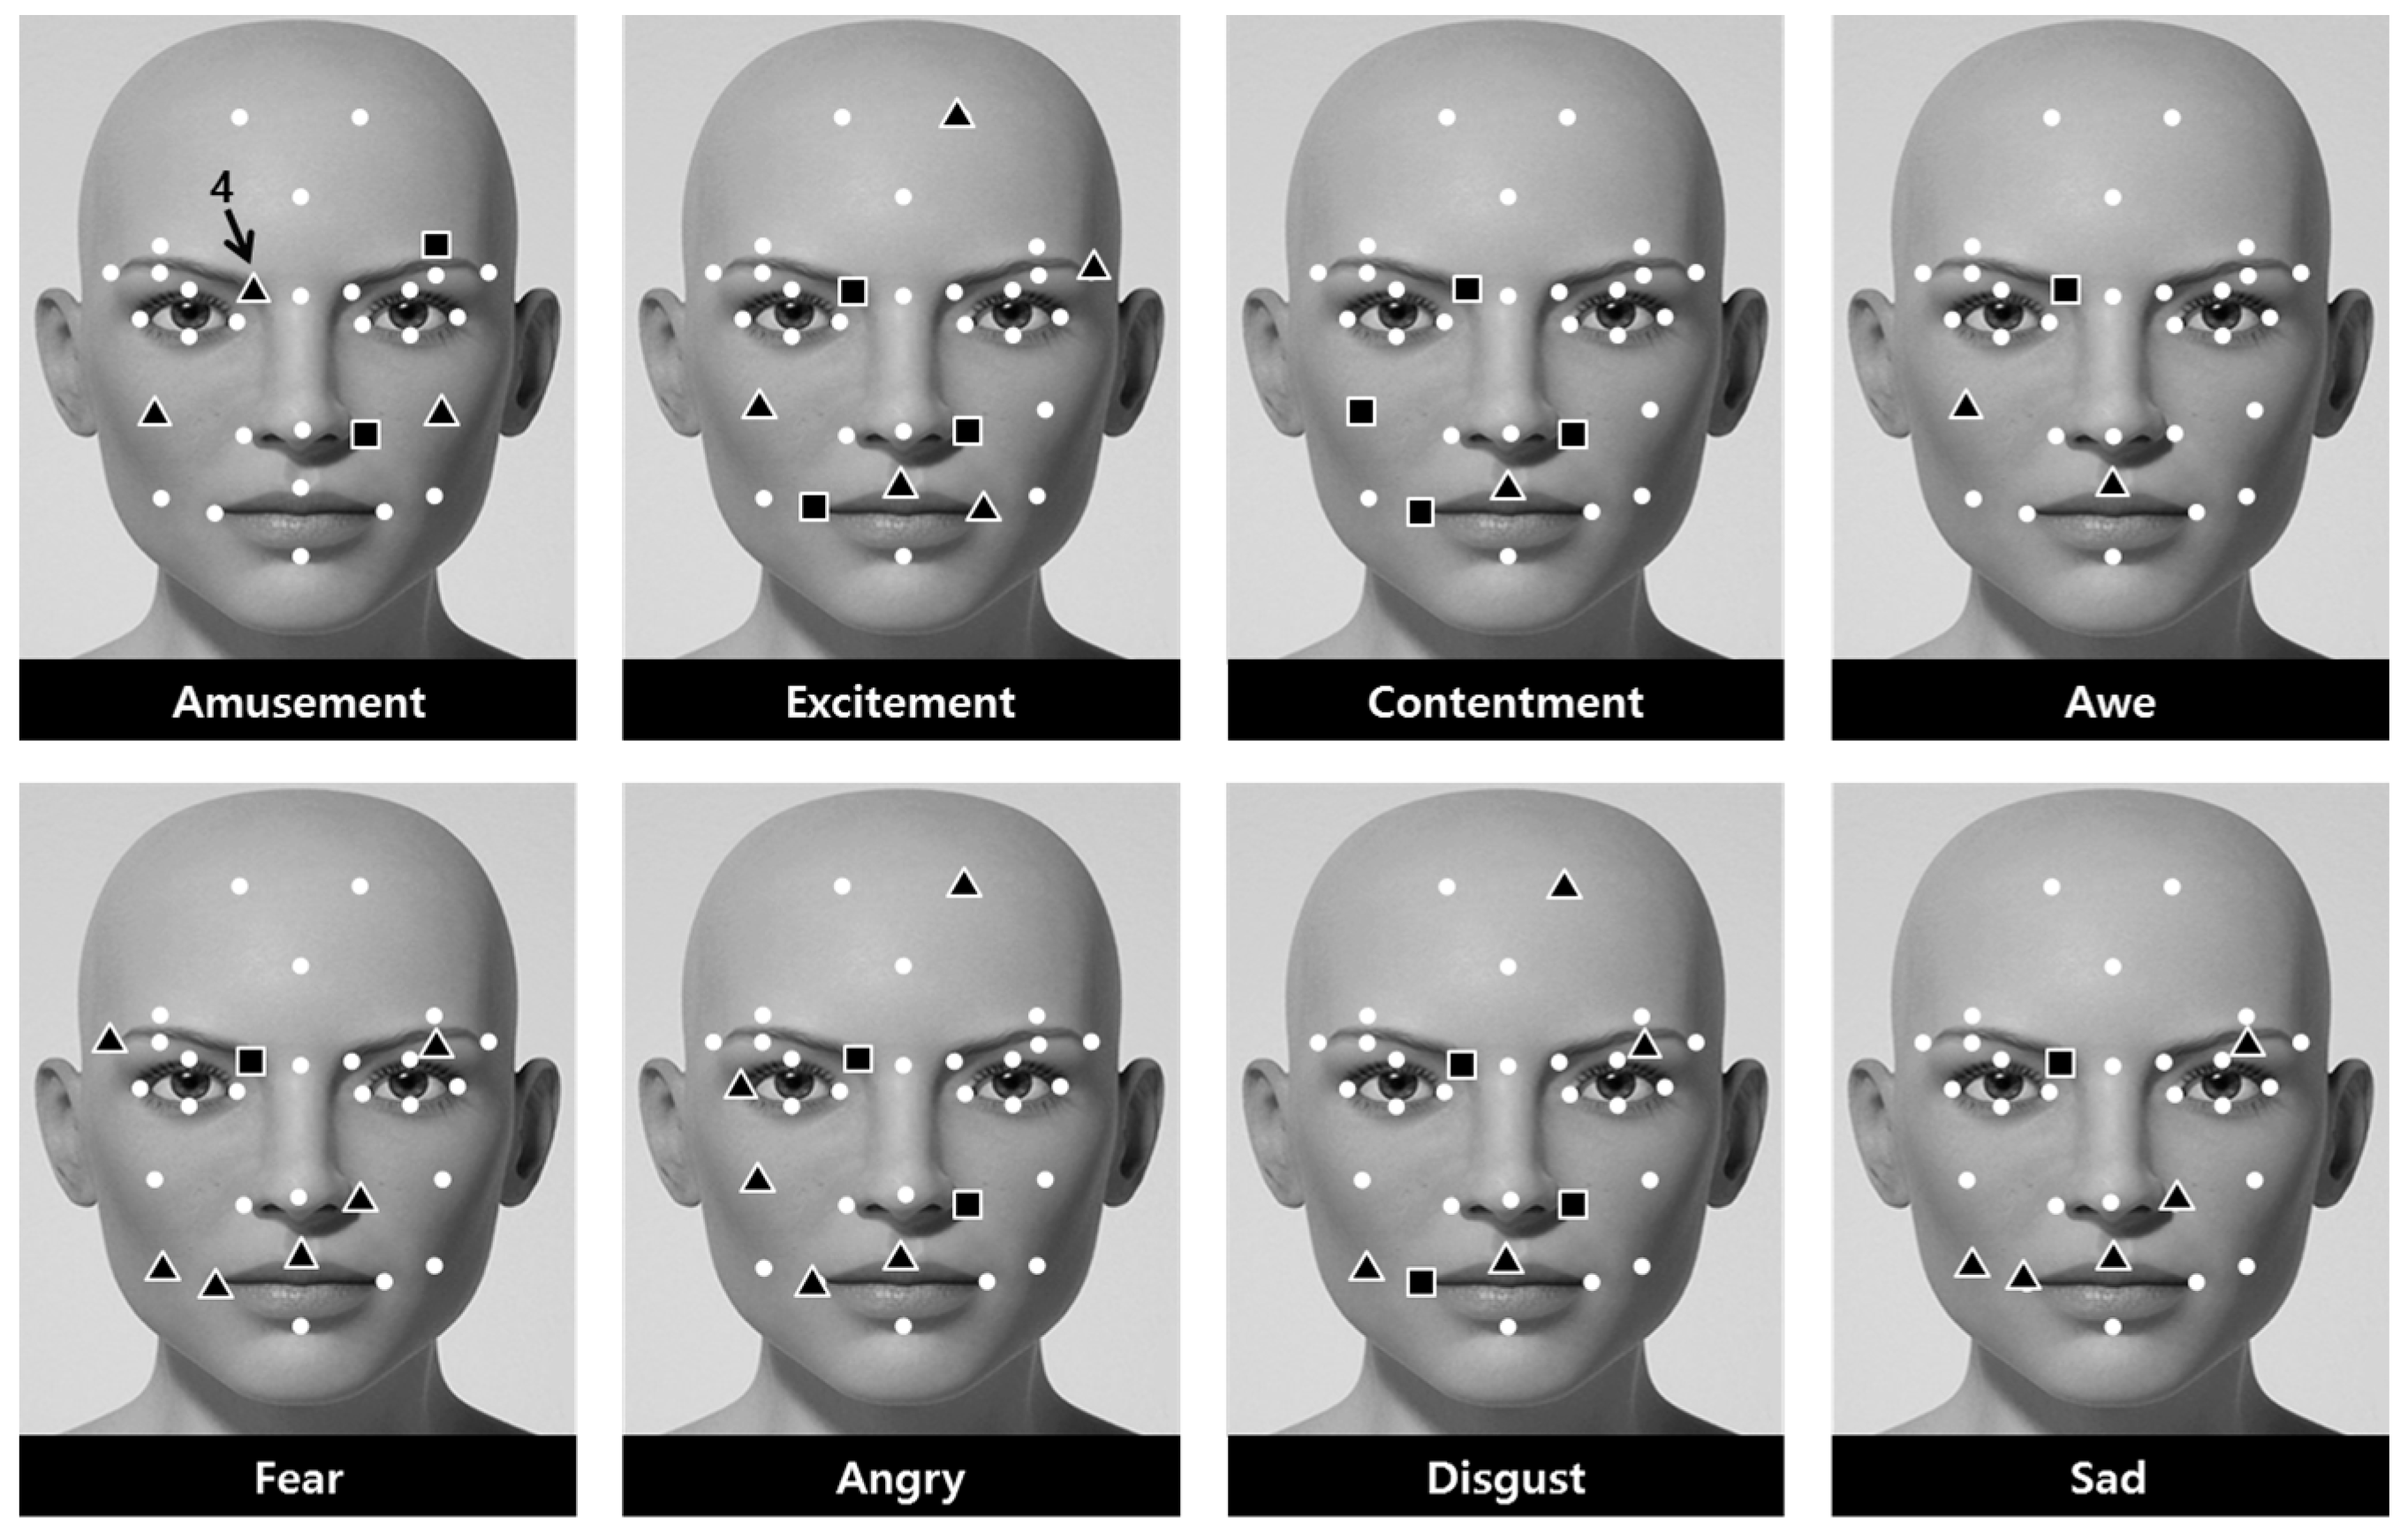 4
Amusement
Excitement
Contentment
Awe
Fear
Angry
Disgust
Sad